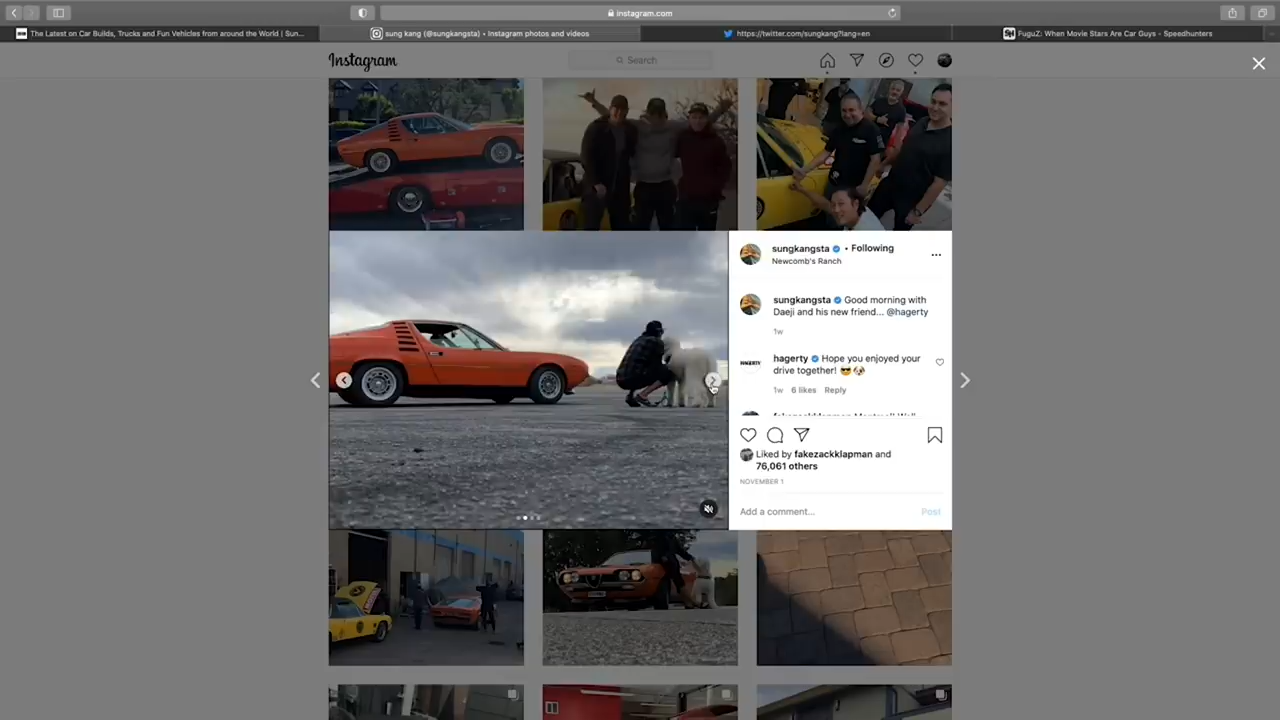 instagram.com
The Latest on Car Builds, Trucks and Fun Vehicles from around the World | Sun...
sung kang (@sungkangsta) • Instagram photos and videos
https://twitter.com/sungkang?lang=en
FuguZ: When Movie Stars Are Car Guys - Speedhunters
Instagram
Search
sungkangsta • Following
Newcomb's Ranch
sungkangsta Good morning with
Daeji and his new friend... @hagerty
1w
HAGERTY
hagerty Hope you enjoyed your
drive together! 😎🐶
1w 6 likes Reply
Liked by fakezackklapman and
76,061 others
NOVEMBER 1
Add a comment... Post